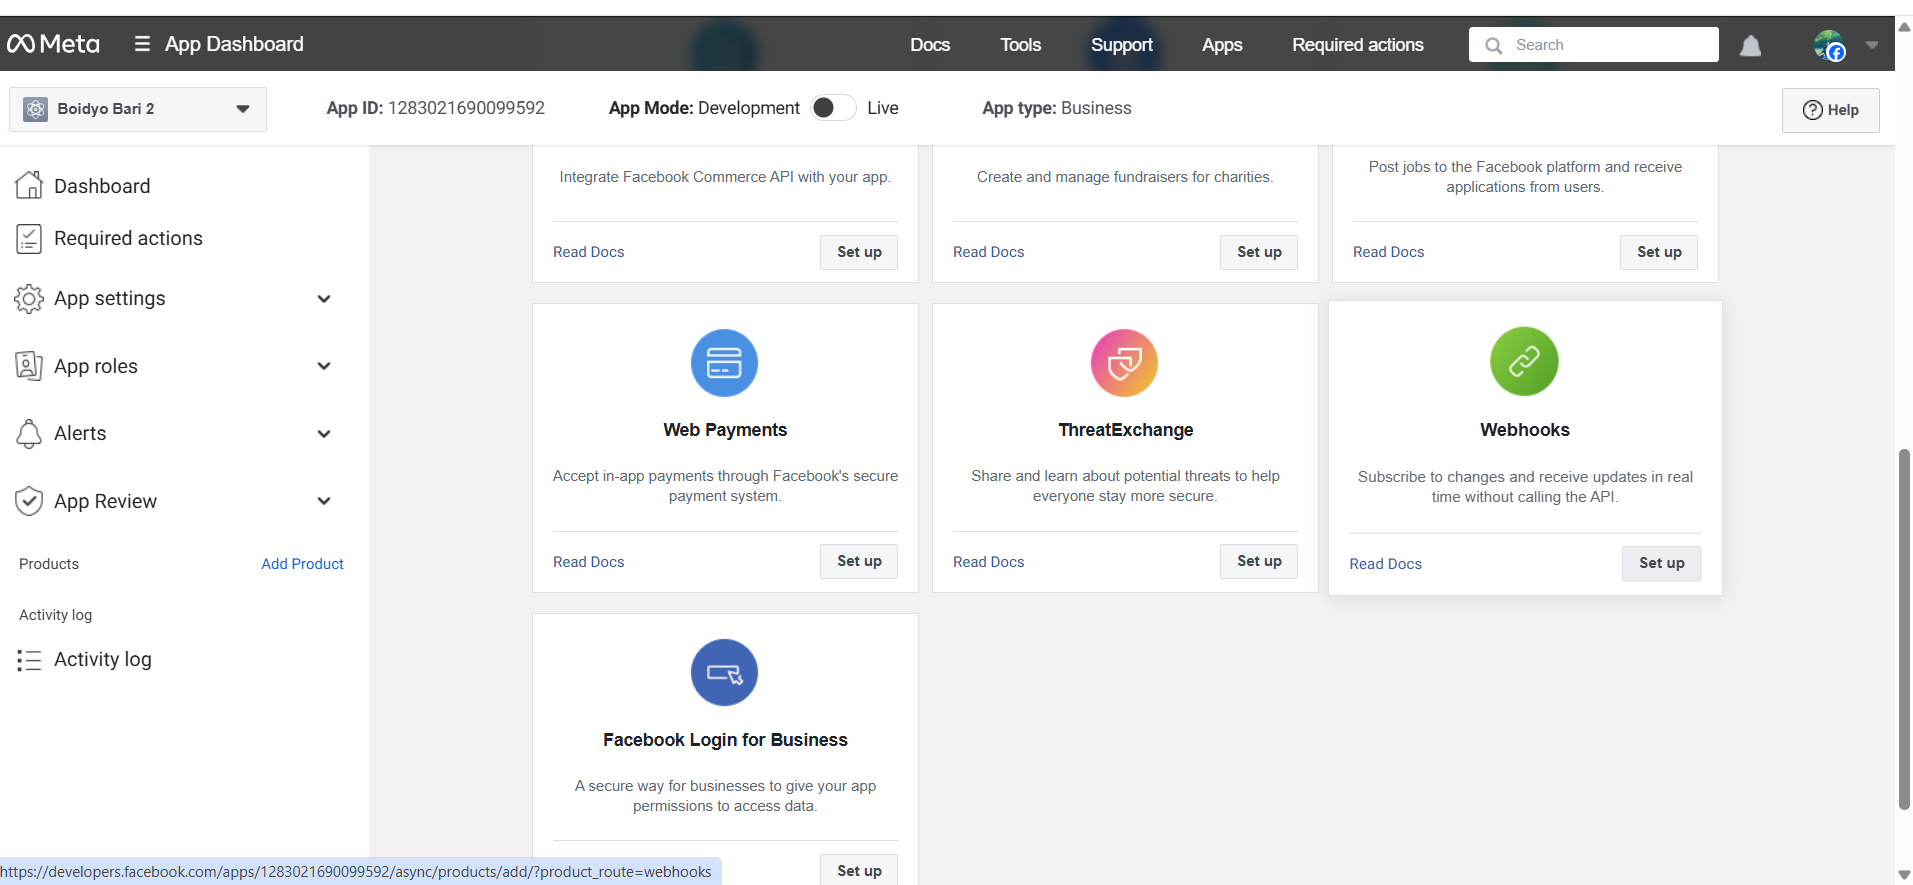 Meta
App Dashboard
Docs
Tools
Support
Apps
Required actions
Search
Boidyo Bari 2
App ID: 1283021690099592
App Mode: Development
Live
App type: Business
Help
Dashboard
Required actions
App settings
App roles
Alerts
App Review
Products
Add Product
Activity log
Activity log
Integrate Facebook Commerce API with your app.
Read Docs
Set up
Create and manage fundraisers for charities.
Read Docs
Set up
Post jobs to the Facebook platform and receive
applications from users.
Read Docs
Set up
Web Payments
Accept in-app payments through Facebook's secure
payment system.
Read Docs
Set up
ThreatExchange
Share and learn about potential threats to help
everyone stay more secure.
Read Docs
Set up
Webhooks
Subscribe to changes and receive updates in real
time without calling the API.
Read Docs
Set up
Facebook Login for Business
A secure way for businesses to give your app
permissions to access data.
Set up
https://developers.facebook.com/apps/1283021690099592/async/products/add/?product_route=webhooks